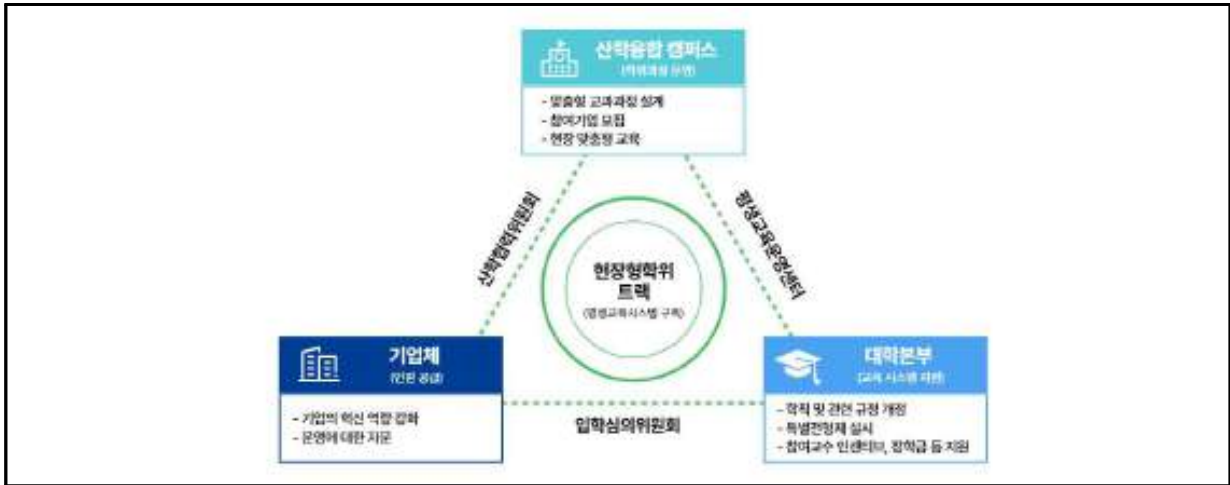 산학융합 캠퍼스
(학위과정 운영)
- 맞춤형 교과과정 설계
- 참여기업 모집
- 현장 맞춤형 교육
산학협력위원회
평생교육운영센터
현장형학위
트랙
(평생교육시스템 구축)
기업체
(인원 공급)
- 기업의 혁신 역량 강화
- 운영에 대한 자문
입학심의위원회
대학본부
(교육 시스템 지원)
- 학칙 및 관련 규정 개정
- 특별전형제 실시
- 참여교수 인센티브, 장학금 등 지원